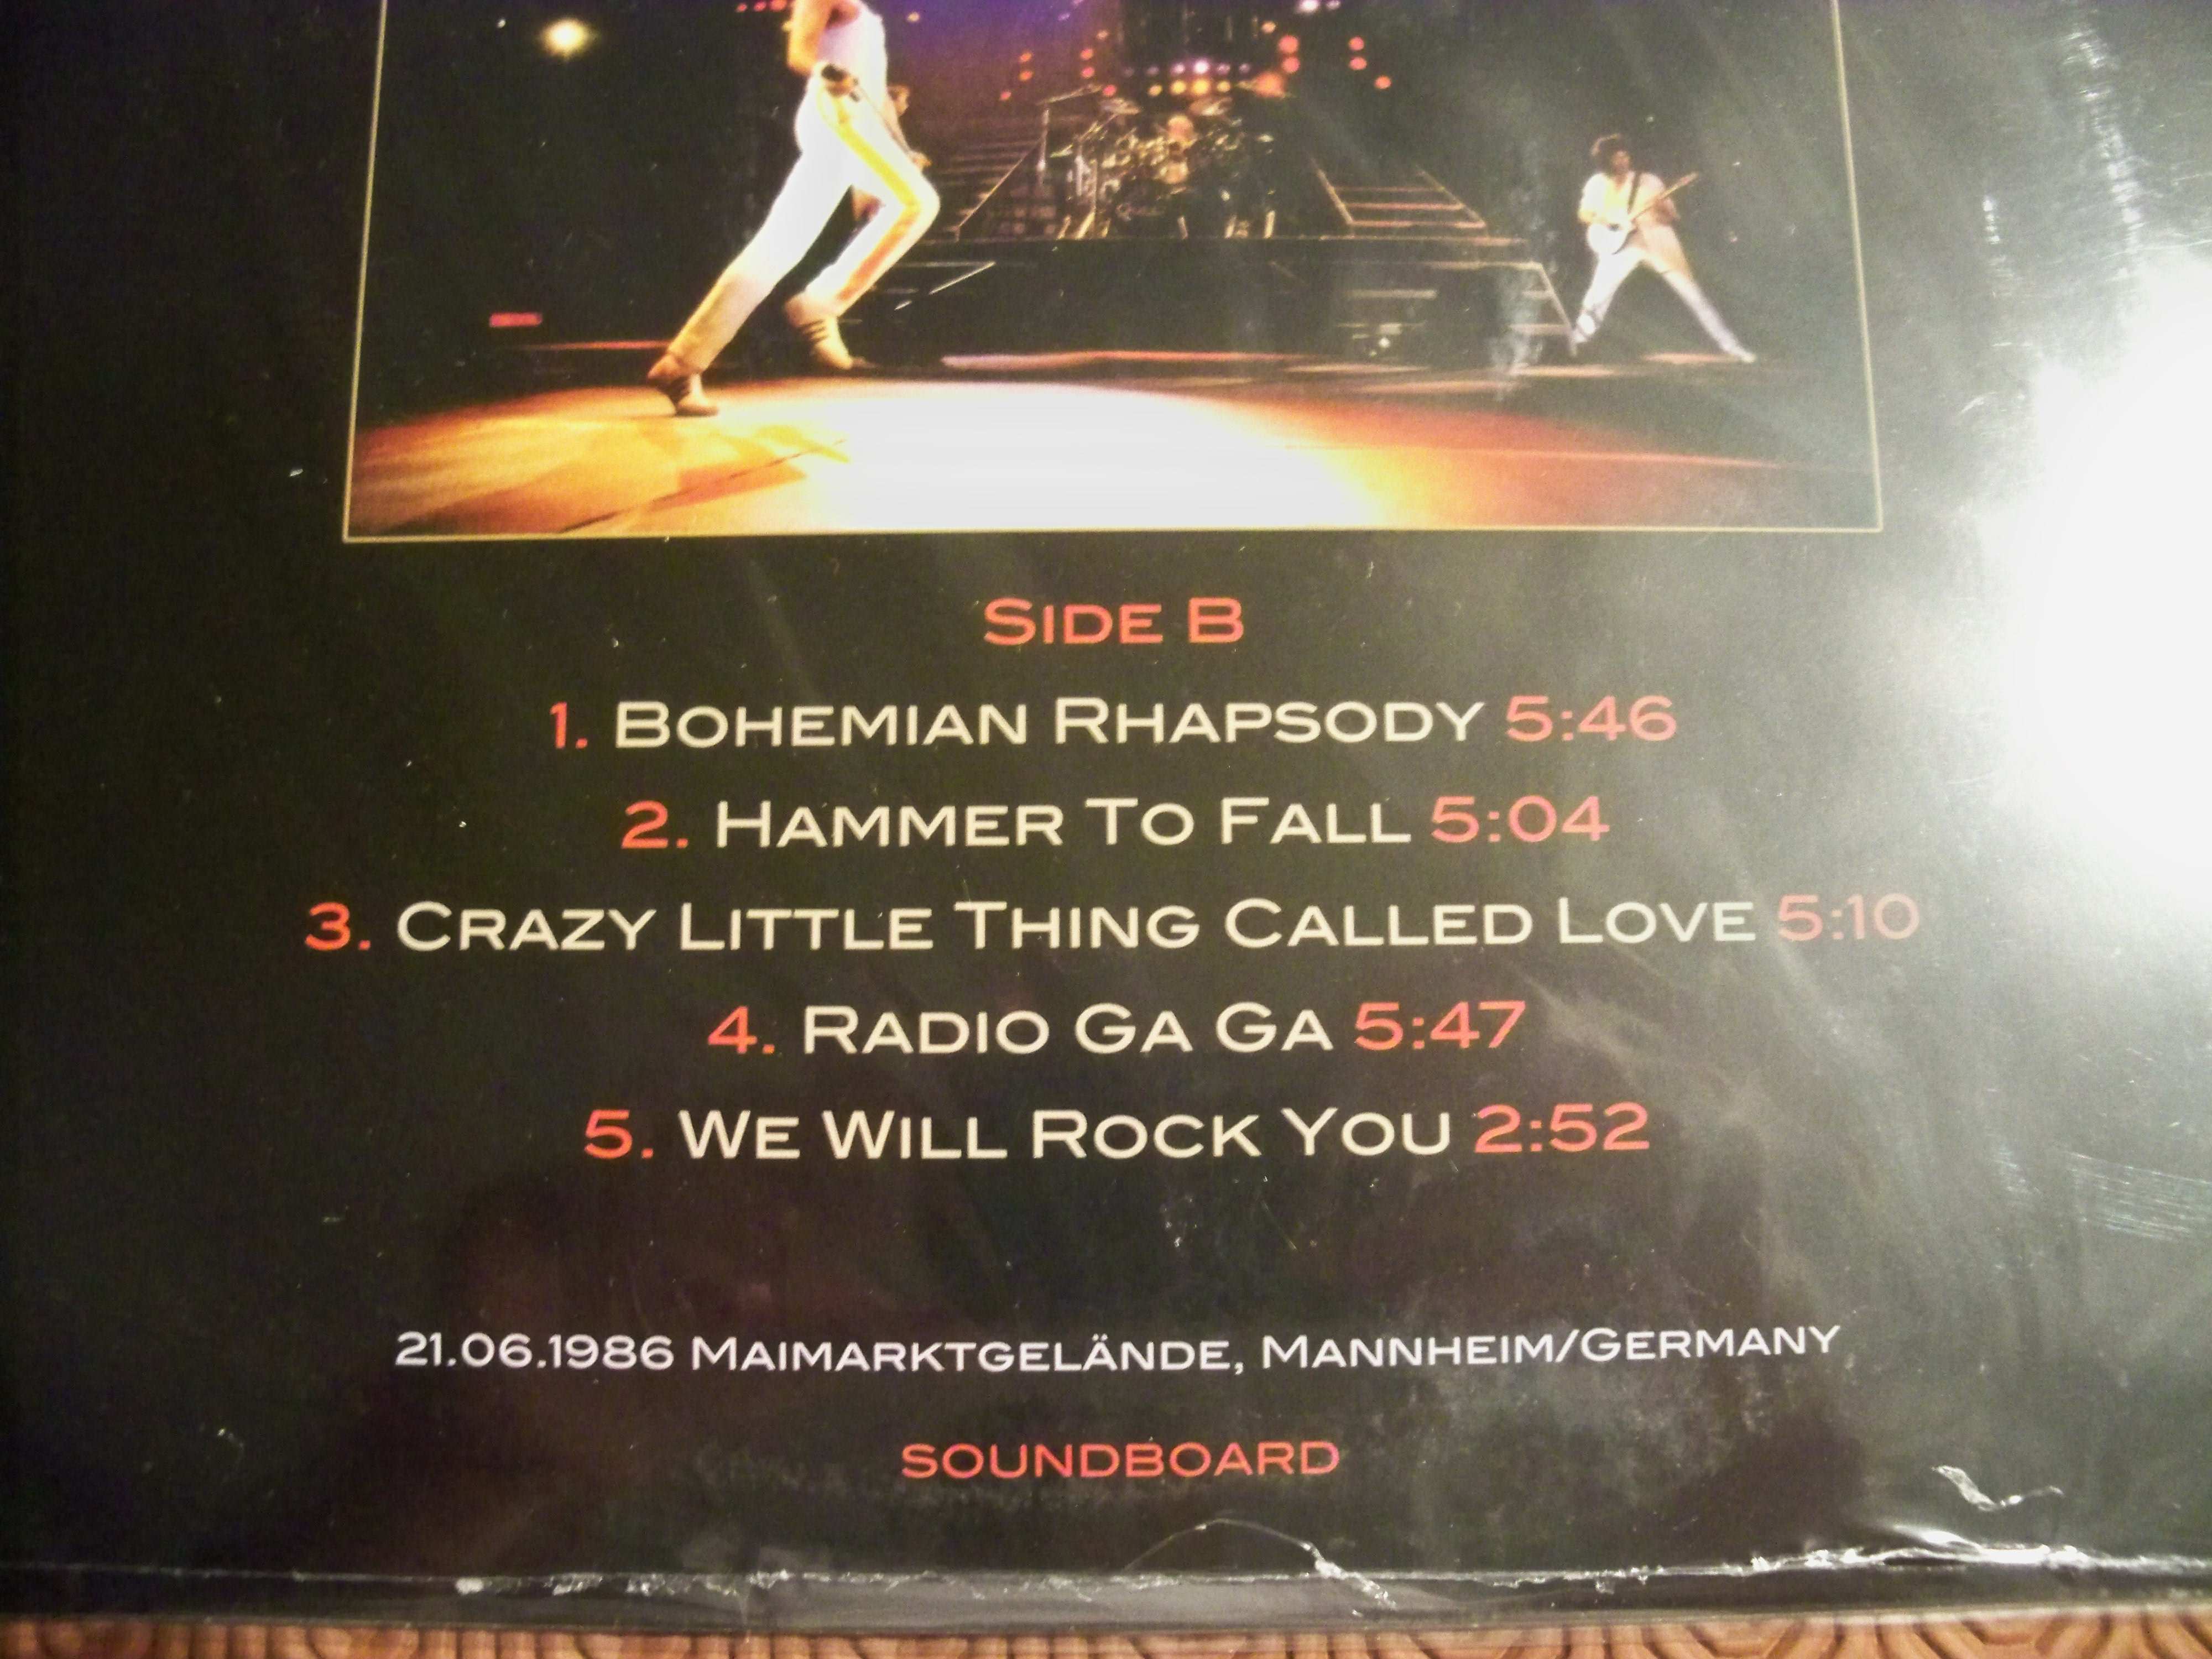 SIDE B
1. BOHEMIAN RHAPSODY 5:46
2. HAMMER TO FALL 5:04
3. CRAZY LITTLE THING CALLED LOVE 5:10
4. RADIO GA GA 5:47
5. WE WILL ROCK YOU 2:52
21.06.1986 MAIMARKTGELÄNDE, MANNHEIM/GERMANY
SOUNDBOARD